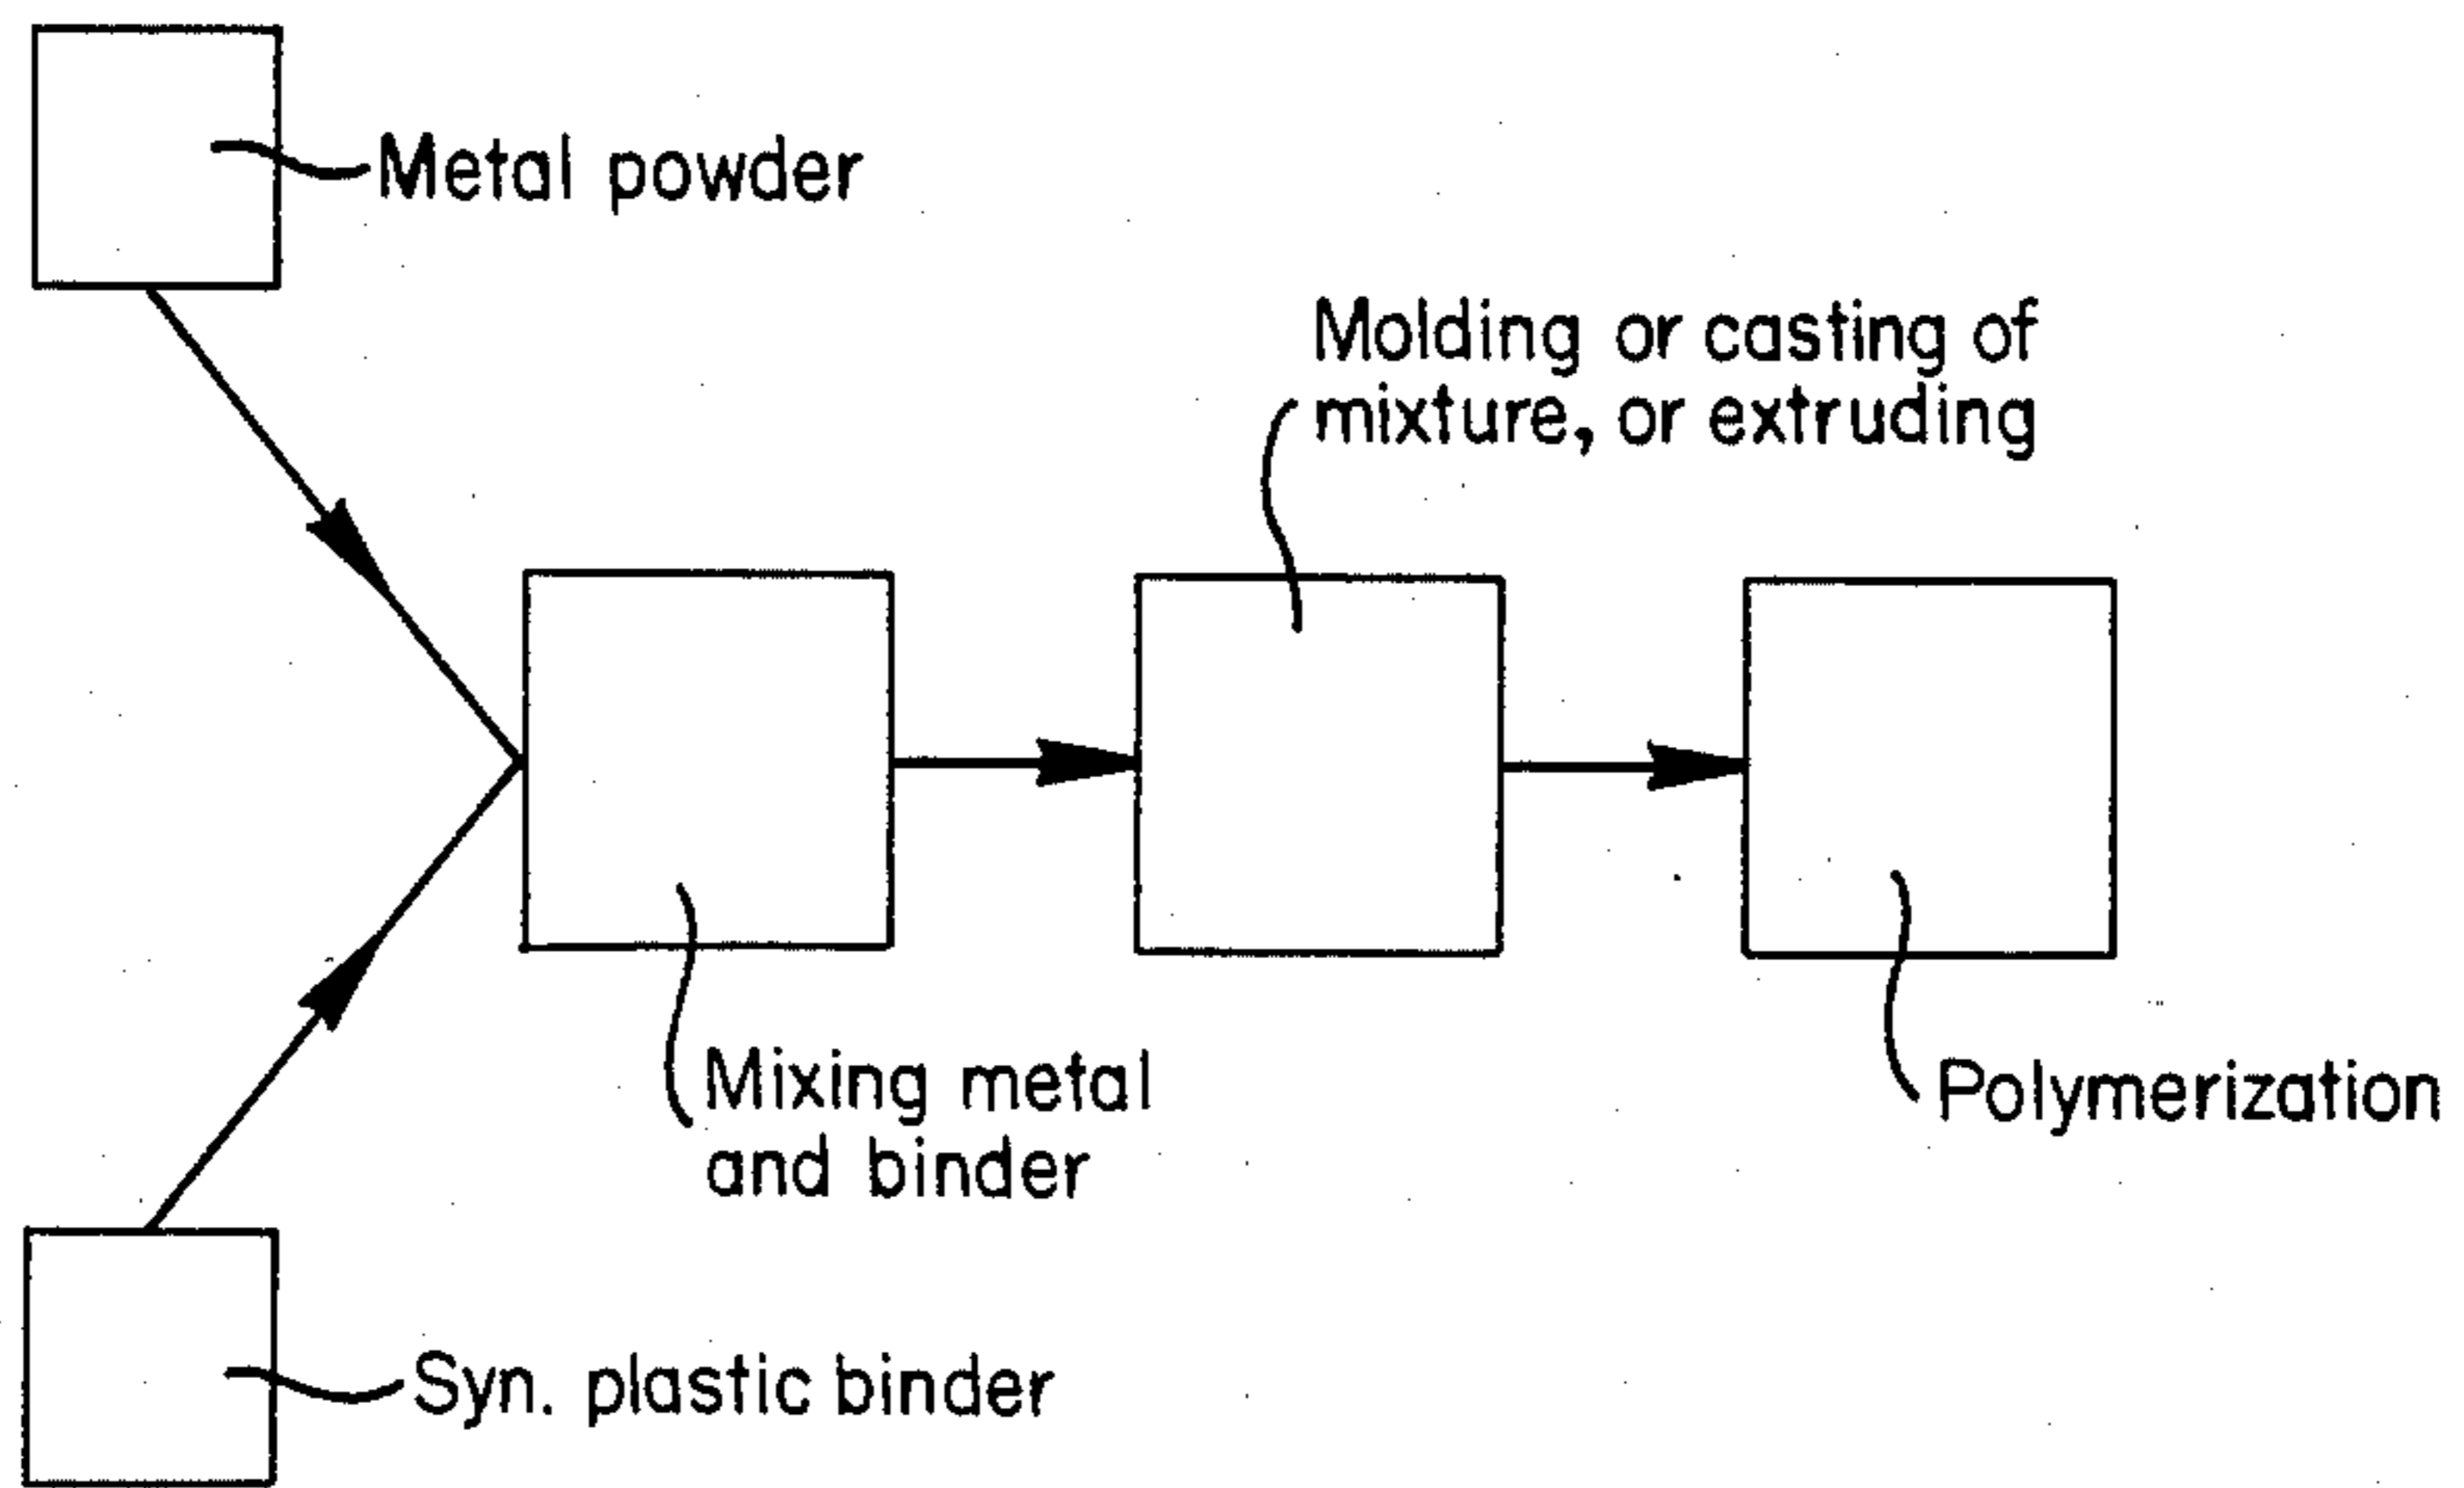 Metal powder
Molding or casting of
mixture, or extruding
Mixing metal
and binder
Polymerization
Syn. plastic binder